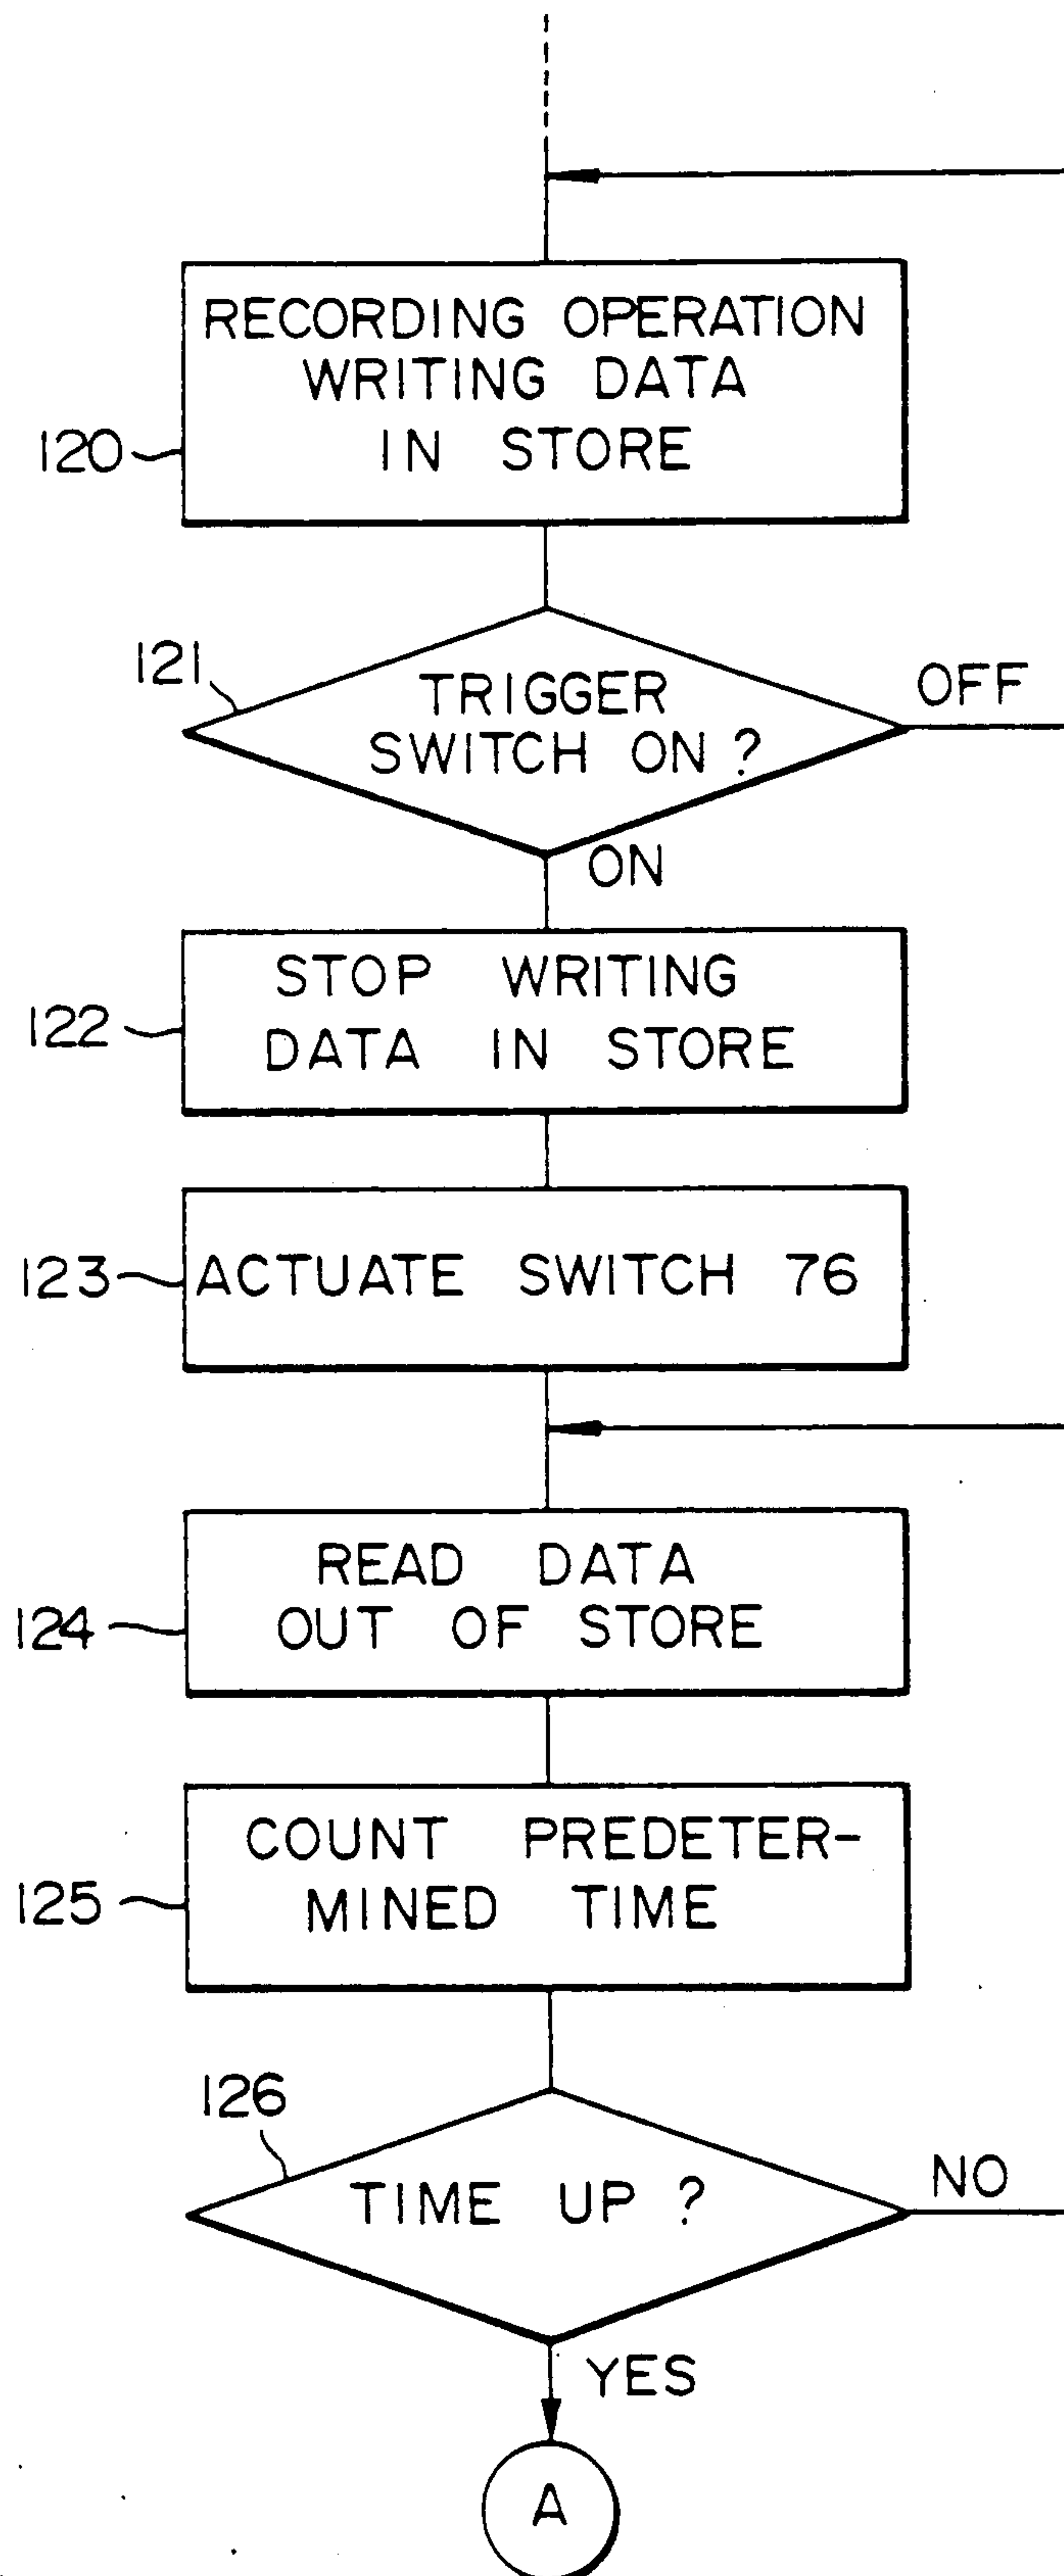 RECORDING OPERATION
WRITING DATA
IN STORE
120
121
TRIGGER
SWITCH ON ?
OFF
ON
STOP WRITING
DATA IN STORE
122
ACTUATE SWITCH 76
123
READ DATA
OUT OF STORE
124
COUNT PREDETER-
MINED TIME
125
126
TIME UP ?
NO
YES
A